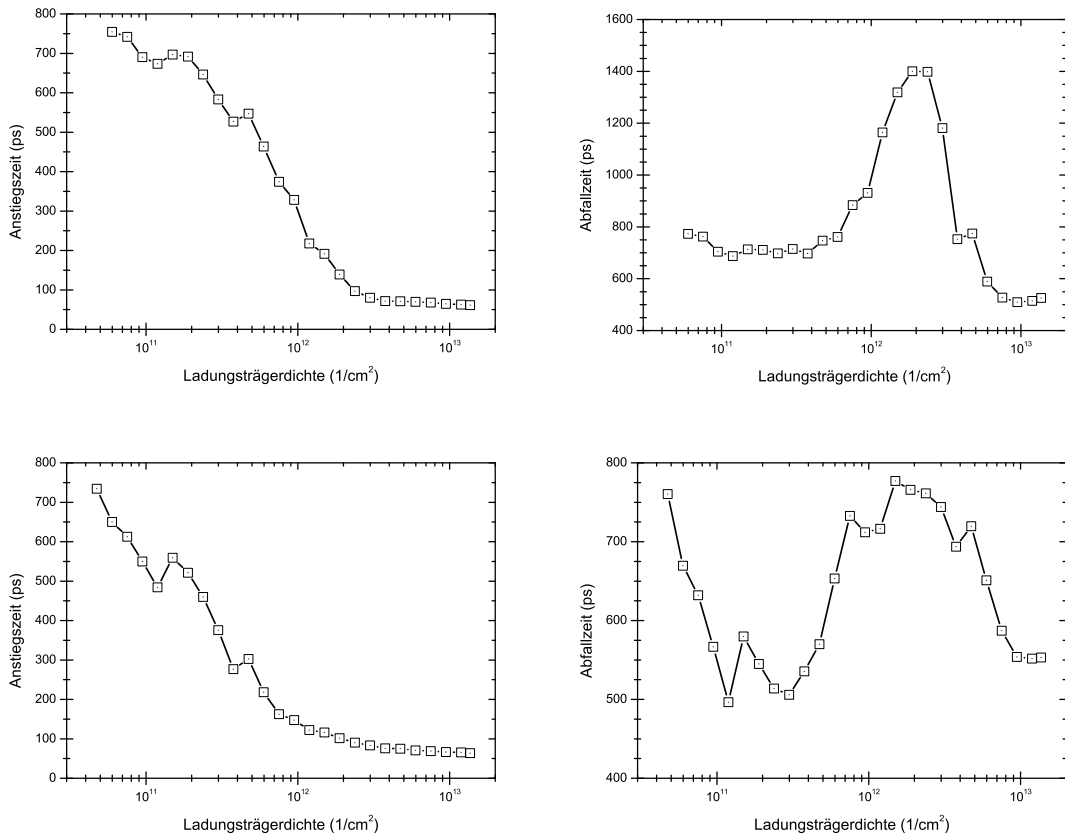 800
700
600
500
400
300
200
100
0
Anstiegszeit (ps)
10^11 10^12 10^13
Ladungsträgerdichte (1/cm^2)
1600
1400
1200
1000
800
600
400
Abfallzeit (ps)
10^11 10^12 10^13
Ladungsträgerdichte (1/cm^2)
800
700
600
500
400
300
200
100
0
Anstiegszeit (ps)
10^11 10^12 10^13
Ladungsträgerdichte (1/cm^2)
800
700
600
500
400
Abfallzeit (ps)
10^11 10^12 10^13
Ladungsträgerdichte (1/cm^2)